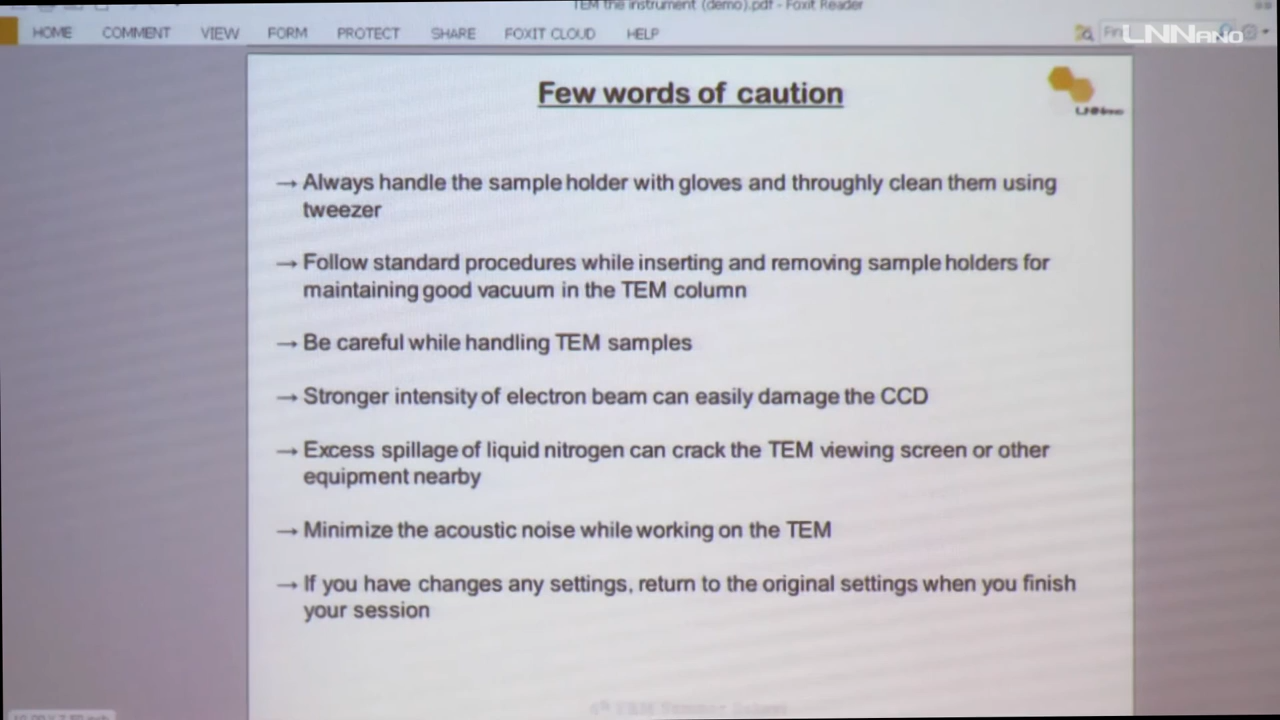 TEM the instrument (demo).pdf - Foxit Reader
HOME COMMENT VIEW FORM PROTECT SHARE FOXIT CLOUD HELP
LNNANO
Few words of caution
LNNano
→ Always handle the sample holder with gloves and throughly clean them using
tweezer
→ Follow standard procedures while inserting and removing sample holders for
maintaining good vacuum in the TEM column
→ Be careful while handling TEM samples
→ Stronger intensity of electron beam can easily damage the CCD
→ Excess spillage of liquid nitrogen can crack the TEM viewing screen or other
equipment nearby
→ Minimize the acoustic noise while working on the TEM
→ If you have changes any settings, return to the original settings when you finish
your session